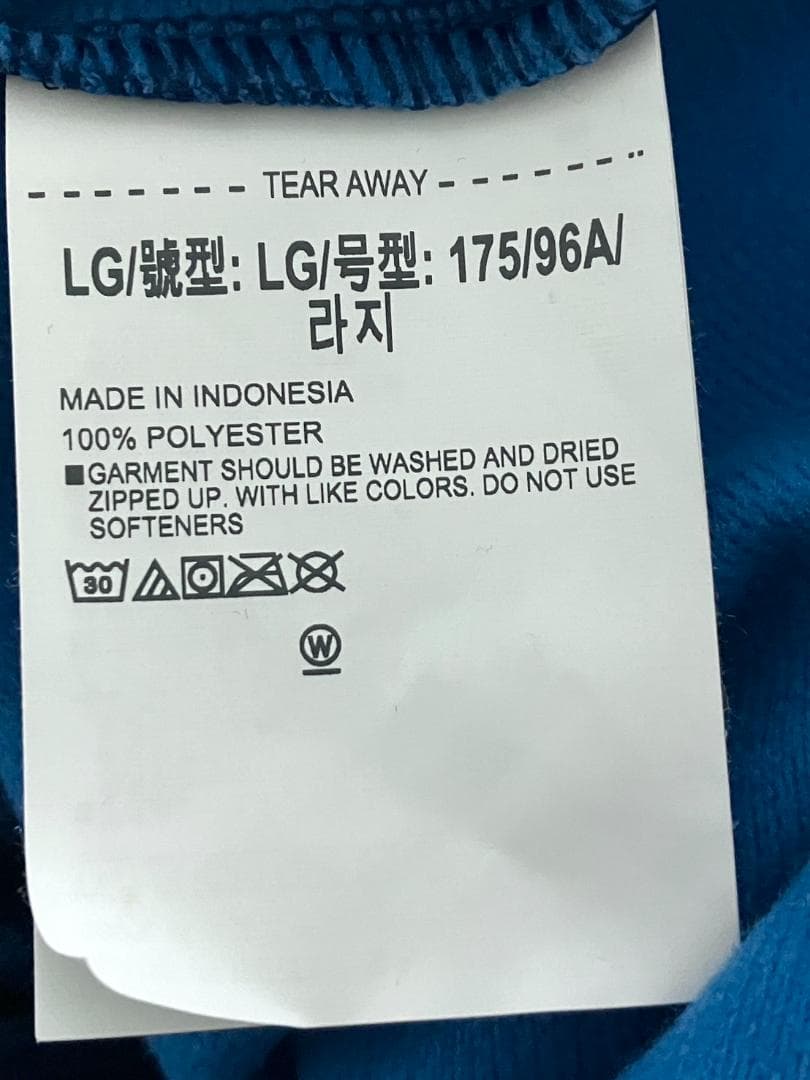 TEAR AWAY
LG/號型: LG/号型: 175/96A/
라지
MADE IN INDONESIA
100% POLYESTER
■GARMENT SHOULD BE WASHED AND DRIED
ZIPPED UP. WITH LIKE COLORS. DO NOT USE
SOFTENERS
30
W